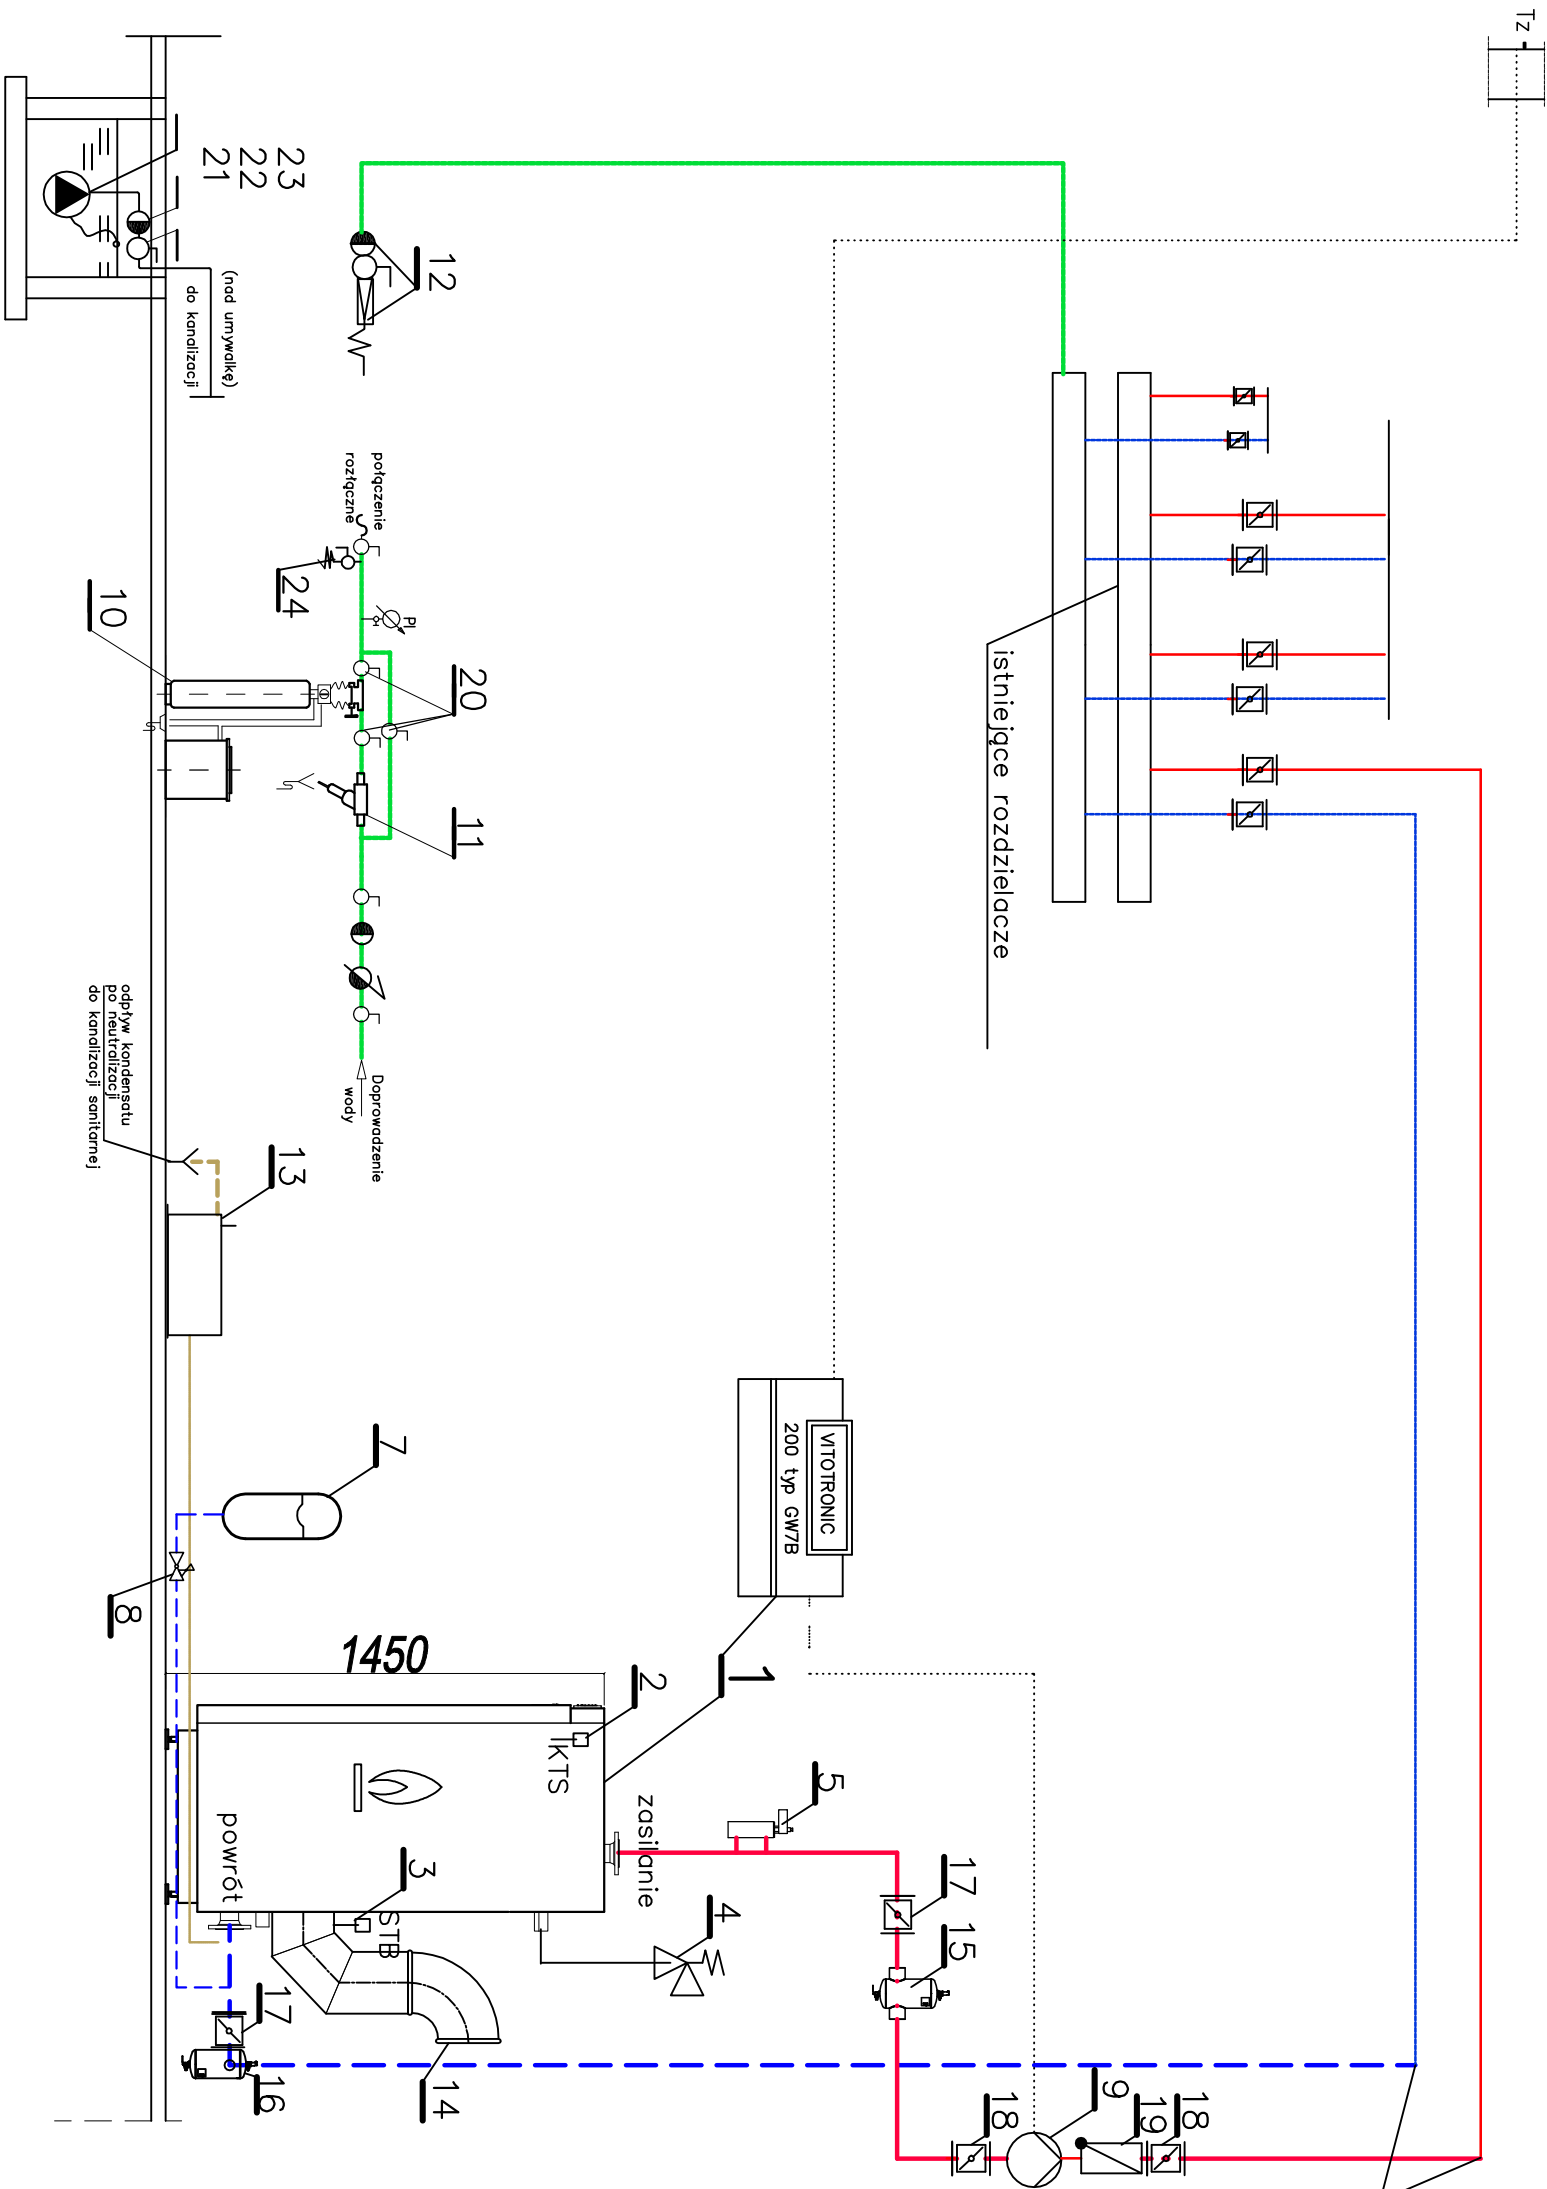 Tz
istniejące rozdzielacze
12
23
22
21
(nad umywalkę)
do kanalizacji
połączenie
rozłączne
24
PI
20
10
11
Doprowadzenie
wody
odpływ kondensatu
po neutralizacji
do kanalizacji sanitarnej
13
7
8
VITOTRONIC
200 typ GW7B
1
1450
2
KTS
zasilanie
powrót
3
STB
4
5
17
15
17
16
14
18
9
19
18